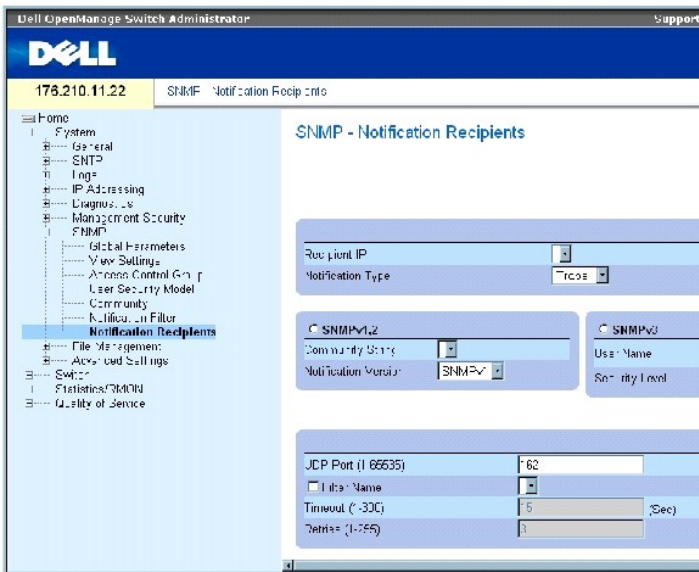 Dell OpenManage Switch Administrator Support
DELL
176.210.11.22 SNMP Notification Recipients
Home
System
General
SNTP
Logs
IP Addressing
Diagnostics
Management Security
SNMP
Global Parameters
View Settings
Access Control Group
User Security Model
Community
Notification Filter
Notification Recipients
File Management
Advanced Settings
Switch
Statistics/RMON
Quality of Service
SNMP - Notification Recipients
Recipient IP
Notification Type Traps
SNMPv1,2
Community String
Notification Version SNMPv1
SNMPv3
User Name
Security Level
UDP Port (1-65535) 162
Filter Name
Timeout (1-300) 15 (Sec)
Retries (1-255) 3